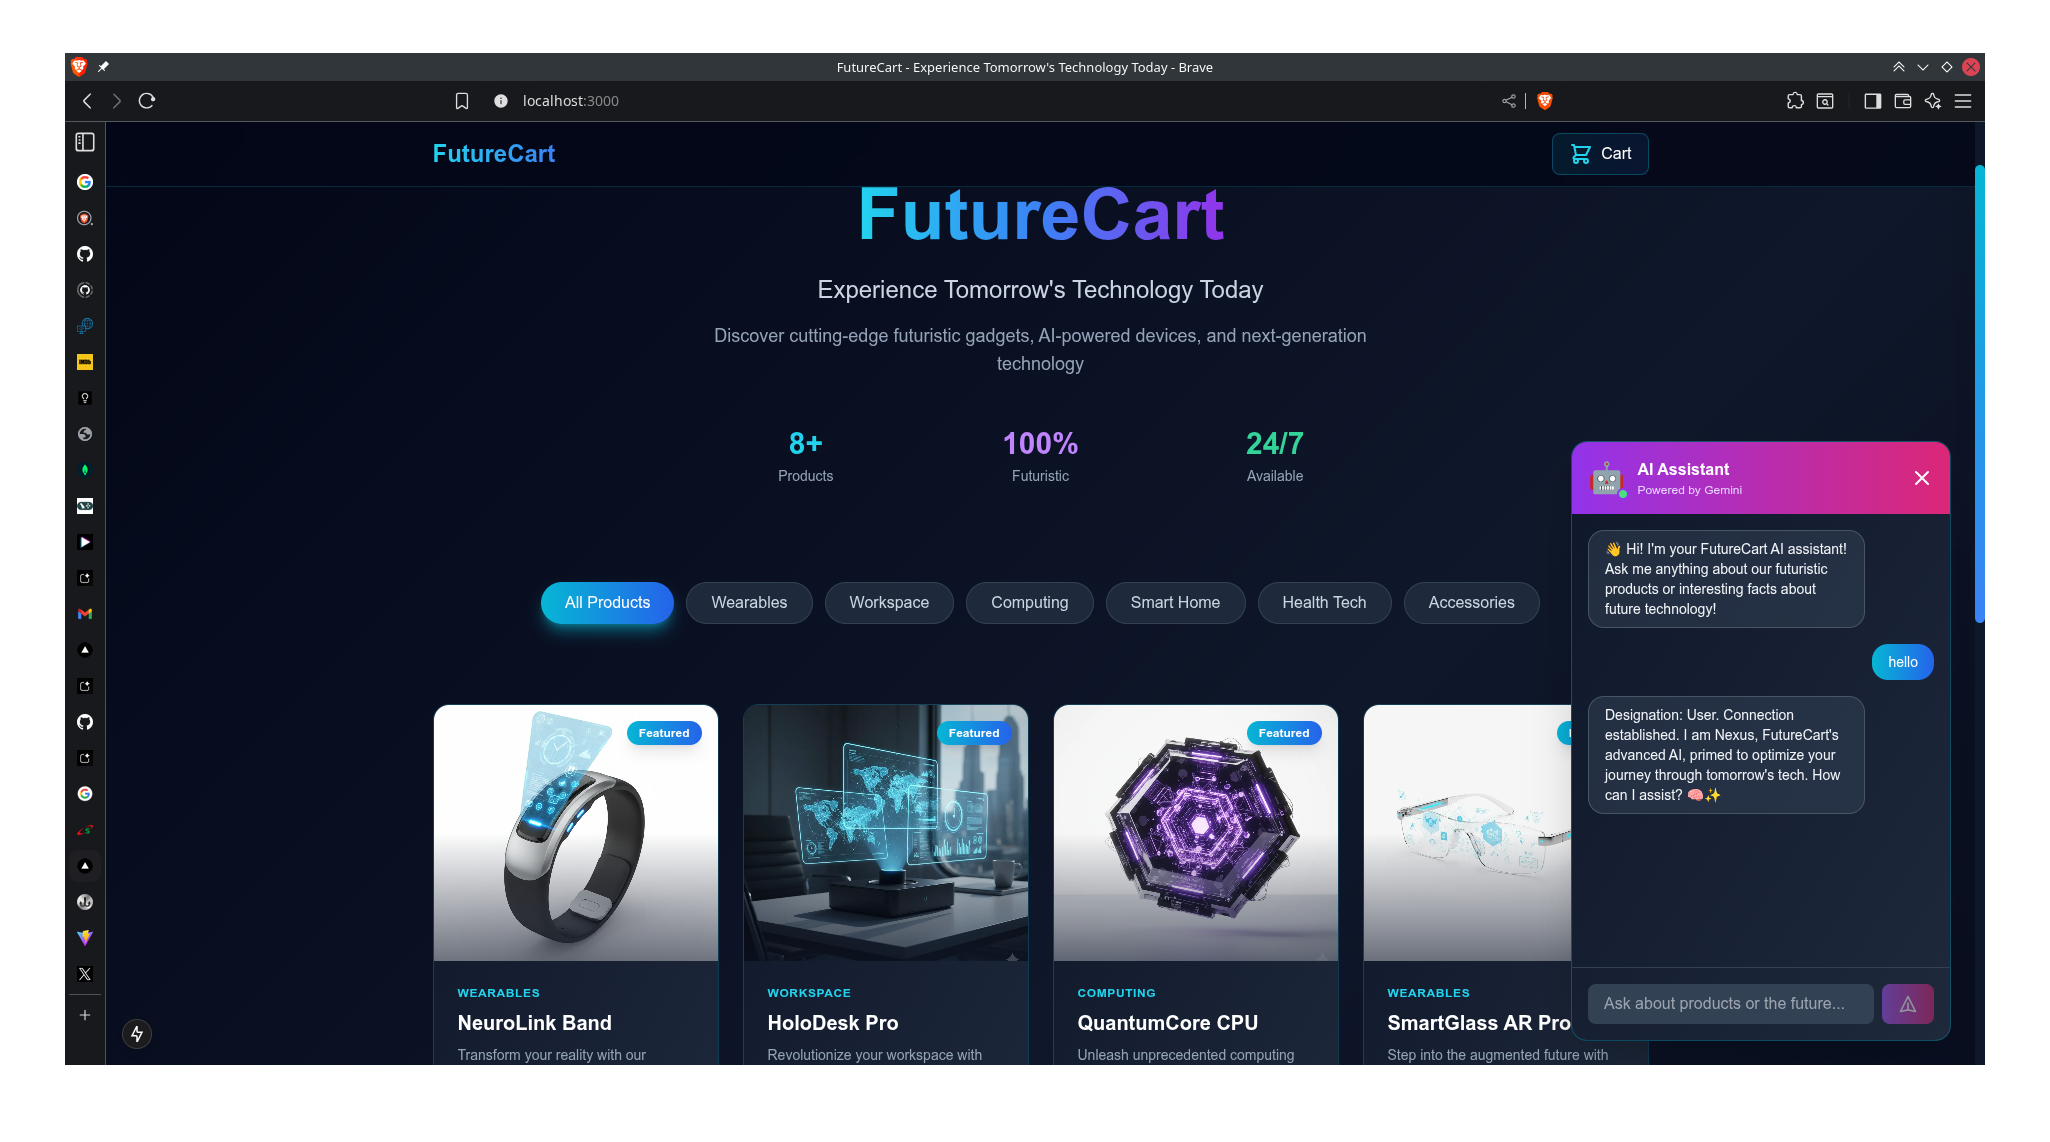 FutureCart - Experience Tomorrow's Technology Today - Brave
localhost:3000
FutureCart
Cart
FutureCart
Experience Tomorrow's Technology Today
Discover cutting-edge futuristic gadgets, AI-powered devices, and next-generation
technology
8+
Products
100%
Futuristic
24/7
Available
All Products
Wearables
Workspace
Computing
Smart Home
Health Tech
Accessories
Featured
WEARABLES
NeuroLink Band
Transform your reality with our
Featured
WORKSPACE
HoloDesk Pro
Revolutionize your workspace with
Featured
COMPUTING
QuantumCore CPU
Unleash unprecedented computing
WEARABLES
SmartGlass AR Pro
Step into the augmented future with
AI Assistant
Powered by Gemini
👋 Hi! I'm your FutureCart AI assistant!
Ask me anything about our futuristic
products or interesting facts about
future technology!
hello
Designation: User. Connection
established. I am Nexus, FutureCart's
advanced AI, primed to optimize your
journey through tomorrow's tech. How
can I assist? 🧠✨
Ask about products or the future...